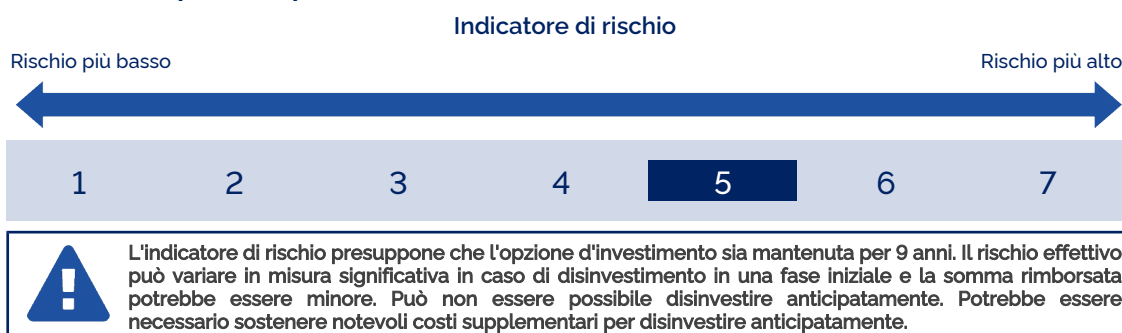 Indicatore di rischio
Rischio più basso
Rischio più alto
1 2 3 4 5 6 7
L'indicatore di rischio presuppone che l'opzione d'investimento sia mantenuta per 9 anni. Il rischio effettivo
può variare in misura significativa in caso di disinvestimento in una fase iniziale e la somma rimborsata
potrebbe essere minore. Può non essere possibile disinvestire anticipatamente. Potrebbe essere
necessario sostenere notevoli costi supplementari per disinvestire anticipatamente.